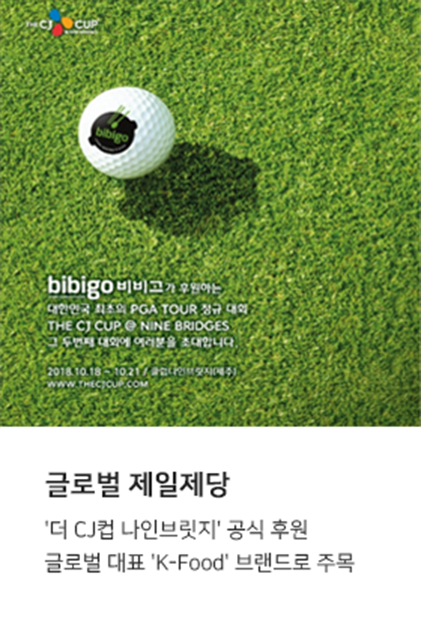 THE CJ CUP
bibigo
bibigo 비비고가 후원하는
대한민국 최초의 PGA TOUR 정규 대회
THE CJ CUP @ NINE BRIDGES
그 두번째 대회에 여러분을 초대합니다.
2018.10.18 ~ 10.21 / 클럽나인브릿지(제주)
WWW.THECJCUP.COM
글로벌 제일제당
'더 CJ컵 나인브릿지' 공식 후원
글로벌 대표 'K-Food' 브랜드로 주목